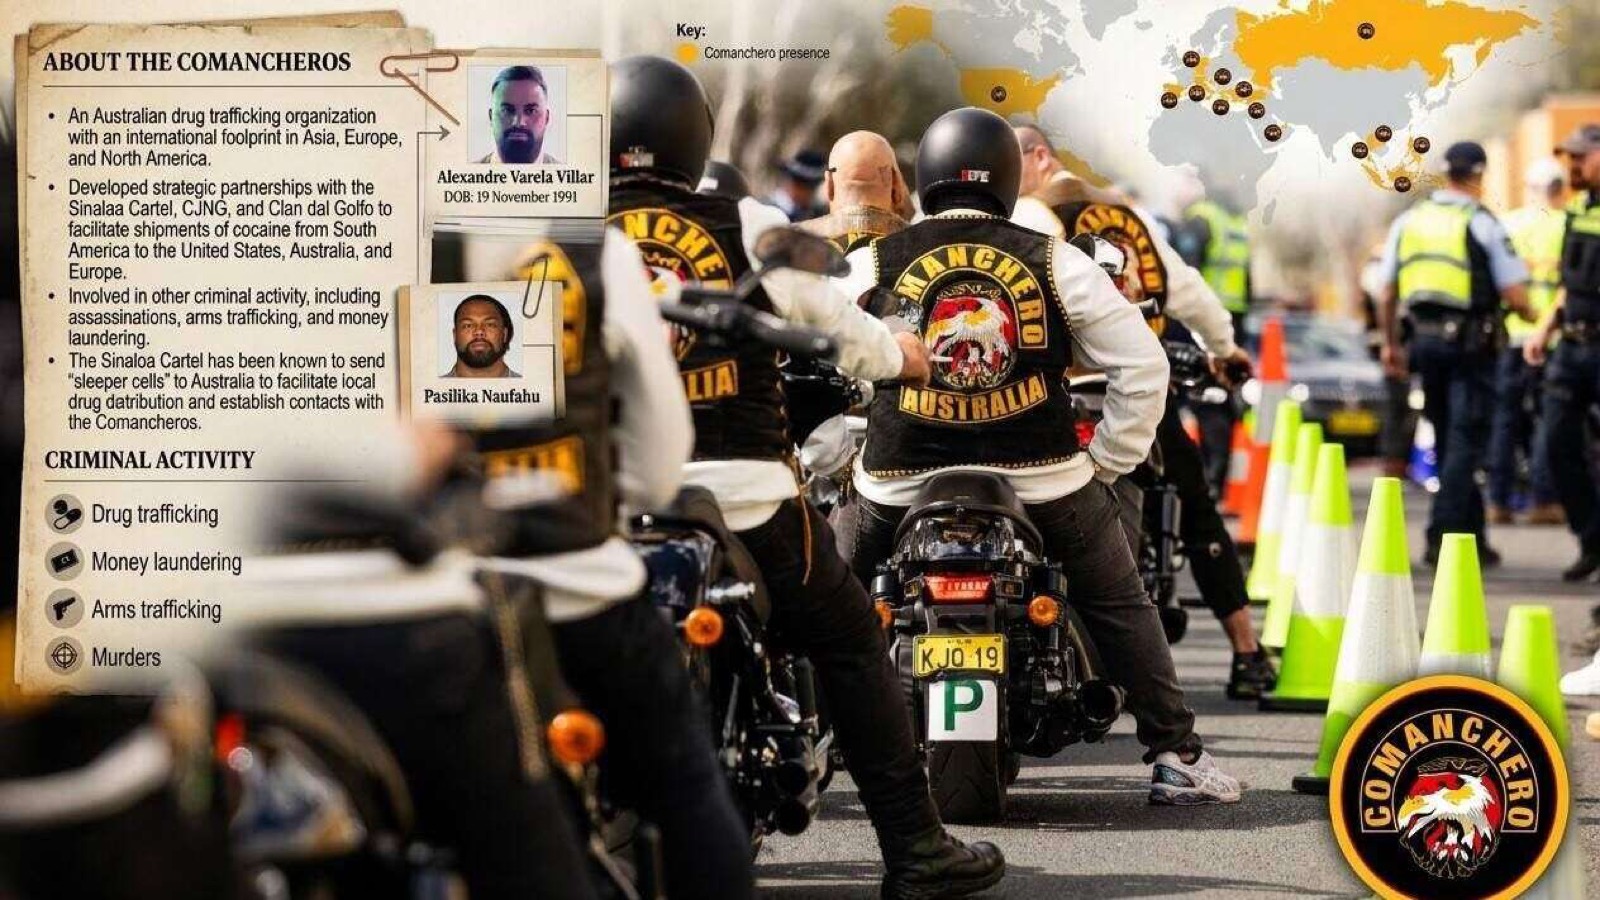 ABOUT THE COMANCHEROS
• An Australian drug trafficking organization
with an international footprint in Asia, Europe,
and North America.
• Developed strategic partnerships with the
Sinalaa Cartel, CJNG, and Clan dal Golfo to
facilitate shipments of cocaine from South
America to the United States, Australia, and
Europe.
• Involved in other criminal activity, including
assassinations, arms trafficking, and money
laundering.
• The Sinaloa Cartel has been known to send
“sleeper cells” to Australia to facilitate local
drug datribution and establish contacts with
the Comancheros.
CRIMINAL ACTIVITY
Drug trafficking
Money laundering
Arms trafficking
Murders
Alexandre Varela Villar
DOB: 19 November 1991
Pasilika Naufahu
Key:
Comanchero presence
MANCHE
LIA
MANCHERO
AUSTRALIA
KJQ 19
P
COMANCHERO